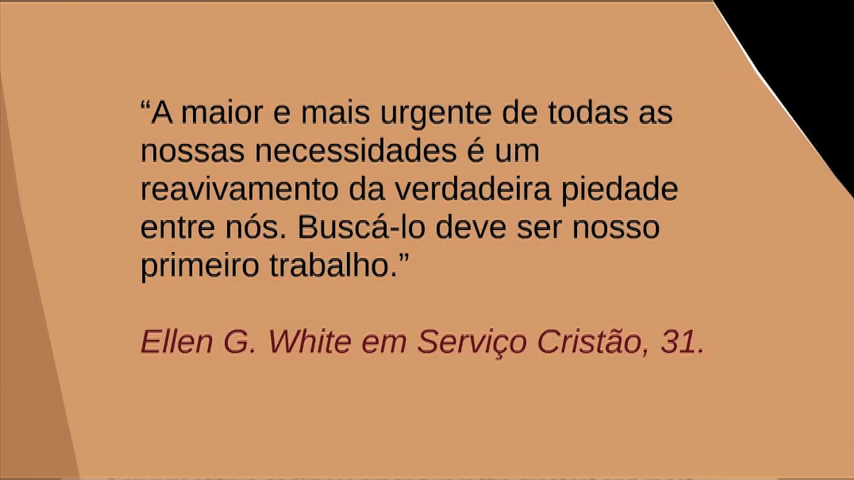 “A maior e mais urgente de todas as
nossas necessidades é um
reavivamento da verdadeira piedade
entre nós. Buscá-lo deve ser nosso
primeiro trabalho.”
Ellen G. White em Serviço Cristão, 31.